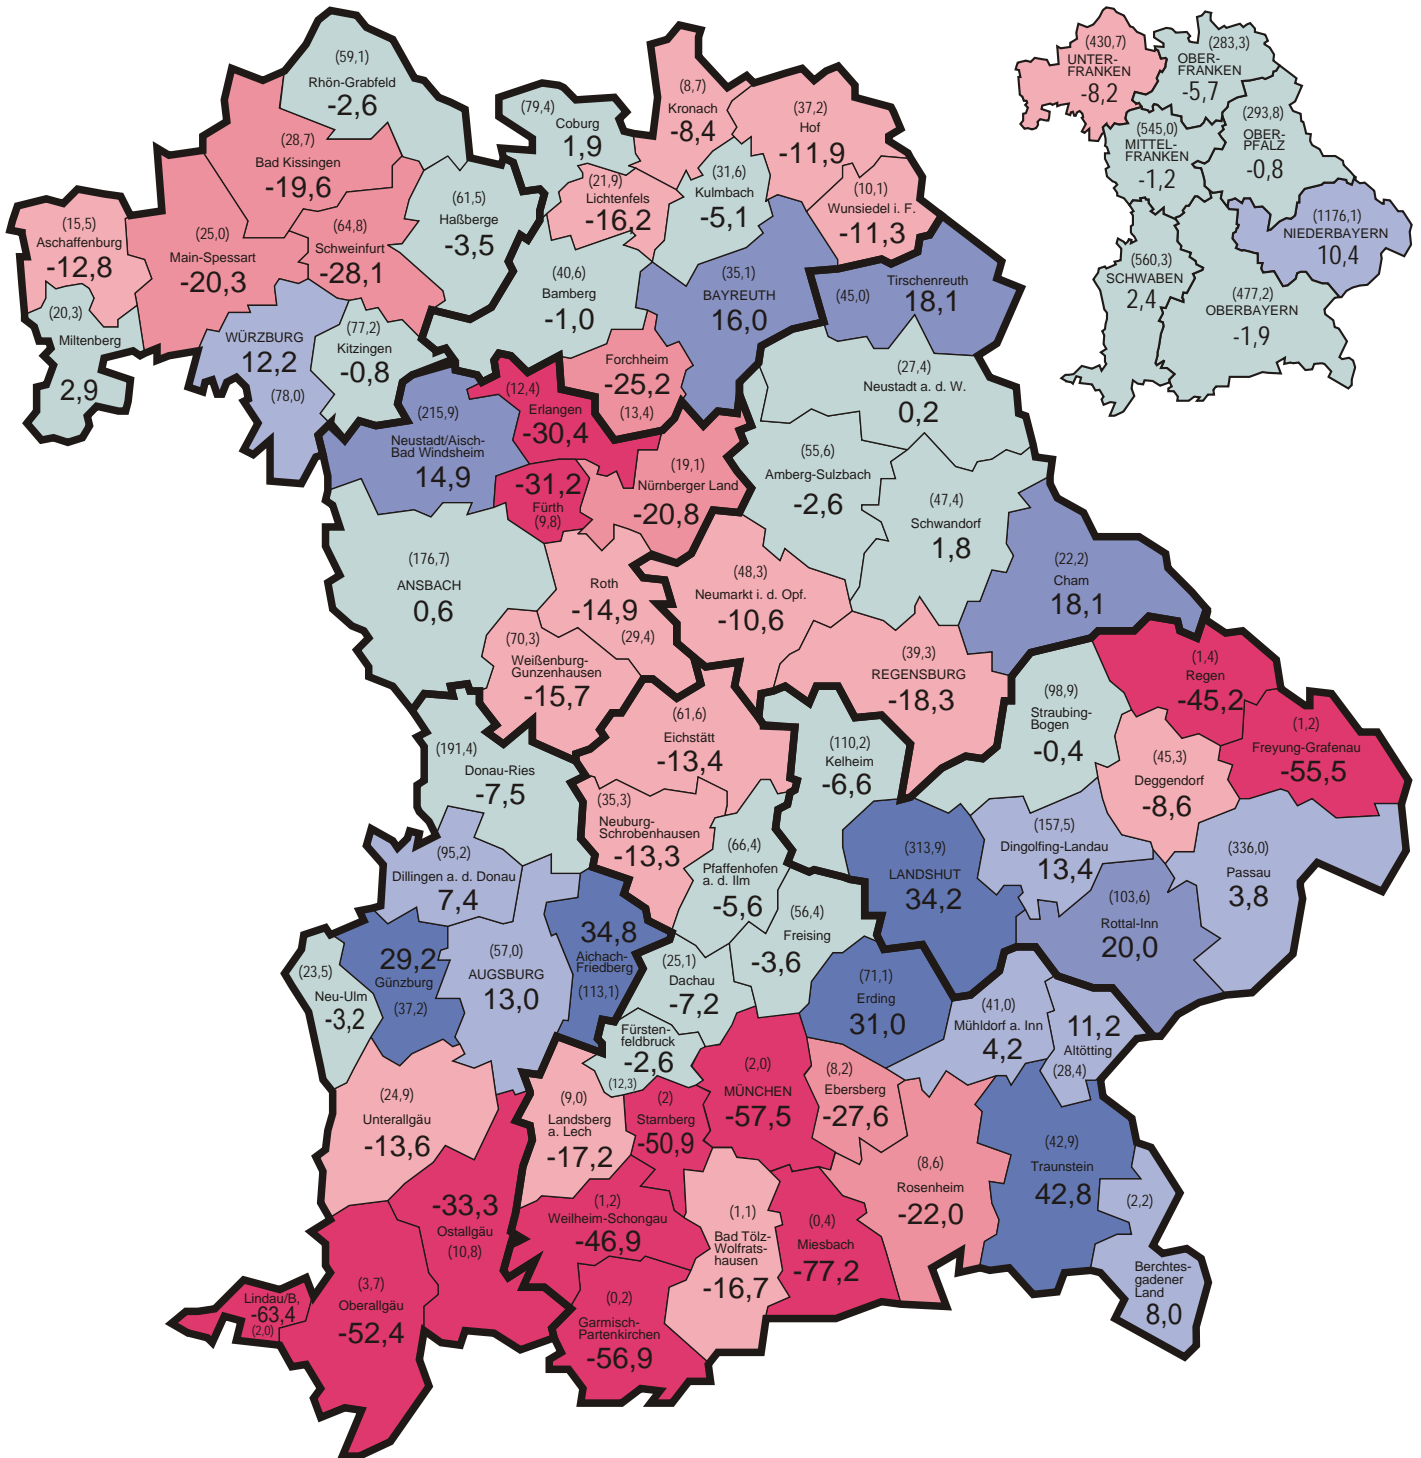 (59,1)
Rhön-Grabfeld
-2,6
(28,7)
Bad Kissingen
-19,6
(79,4)
Coburg
1,9
(8,7)
Kronach
-8,4
(37,2)
Hof
-11,9
(61,5)
Haßberge
-3,5
(21,9)
Lichtenfels
-16,2
(31,6)
Kulmbach
-5,1
(10,1)
Wunsiedel i. F.
-11,3
(15,5)
Aschaffenburg
-12,8
(25,0)
Main-Spessart
-20,3
(64,8)
Schweinfurt
-28,1
(40,6)
Bamberg
-1,0
(35,1)
BAYREUTH
16,0
Tirschenreuth
(45,0)
18,1
(20,3)
Miltenberg
2,9
WÜRZBURG
12,2
(78,0)
(77,2)
Kitzingen
-0,8
Forchheim
-25,2
(13,4)
(27,4)
Neustadt a. d. W.
0,2
(215,9)
Neustadt/Aisch-
Bad Windsheim
14,9
(12,4)
Erlangen
-30,4
-31,2
Fürth
(9,8)
(19,1)
Nürnberger Land
-20,8
(55,6)
Amberg-Sulzbach
-2,6
(47,4)
Schwandorf
1,8
(176,7)
ANSBACH
0,6
Roth
-14,9
(29,4)
(48,3)
Neumarkt i. d. Opf.
-10,6
(22,2)
Cham
18,1
(70,3)
Weißenburg-
Gunzenhausen
-15,7
(39,3)
REGENSBURG
-18,3
(1,4)
Regen
-45,2
(61,6)
Eichstätt
-13,4
(98,9)
Straubing-
Bogen
-0,4
(1,2)
Freyung-Grafenau
-55,5
(191,4)
Donau-Ries
-7,5
(110,2)
Kelheim
-6,6
(45,3)
Deggendorf
-8,6
(35,3)
Neuburg-
Schrobenhausen
-13,3
(66,4)
Pfaffenhofen
a. d. Ilm
-5,6
(313,9)
LANDSHUT
34,2
(157,5)
Dingolfing-Landau
13,4
(336,0)
Passau
3,8
(95,2)
Dillingen a. d. Donau
7,4
(103,6)
Rottal-Inn
20,0
(23,5)
Neu-Ulm
-3,2
29,2
Günzburg
(37,2)
(57,0)
AUGSBURG
13,0
34,8
Aichach-
Friedberg
(113,1)
(56,4)
Freising
-3,6
(25,1)
Dachau
-7,2
(71,1)
Erding
31,0
(41,0)
Mühldorf a. Inn
4,2
11,2
Altötting
(28,4)
Fürsten-
feldbruck
-2,6
(12,3)
(24,9)
Unterallgäu
-13,6
(9,0)
Landsberg
a. Lech
-17,2
(2)
Starnberg
-50,9
(2,0)
MÜNCHEN
-57,5
(8,2)
Ebersberg
-27,6
(42,9)
Traunstein
42,8
(8,6)
Rosenheim
-22,0
-33,3
Ostallgäu
(10,8)
(1,2)
Weilheim-Schongau
-46,9
(1,1)
Bad Tölz-
Wolfrats-
hausen
-16,7
(0,4)
Miesbach
-77,2
(2,2)
Berchtes-
gadener
Land
8,0
Lindau/B,
-63,4
(2,0)
(3,7)
Oberallgäu
-52,4
(0,2)
Garmisch-
Partenkirchen
-56,9
(430,7)
UNTER-
FRANKEN
-8,2
(283,3)
OBER-
FRANKEN
-5,7
(545,0)
MITTEL-
FRANKEN
-1,2
(293,8)
OBER-
PFALZ
-0,8
(1176,1)
NIEDERBAYERN
10,4
(560,3)
SCHWABEN
2,4
(477,2)
OBERBAYERN
-1,9